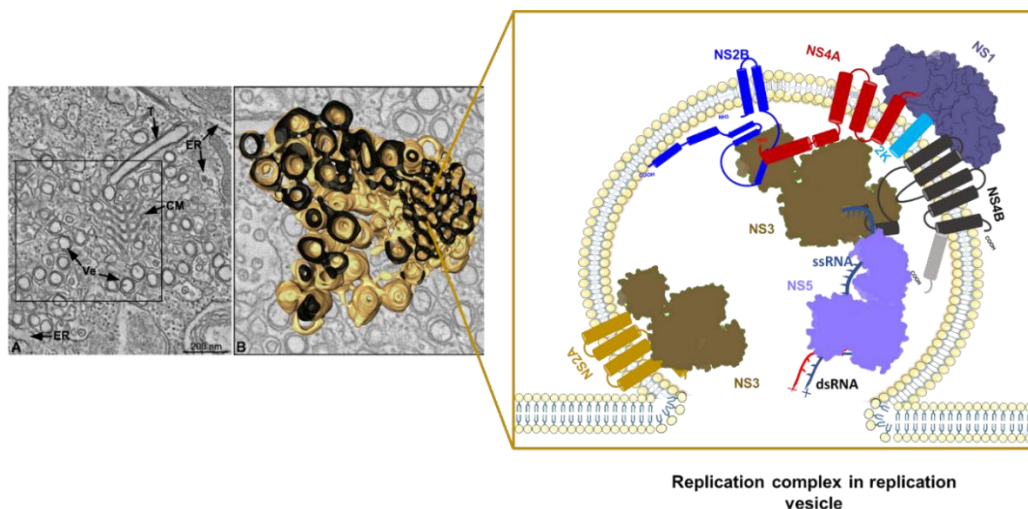 T
ER
CM
Ve
ER
200 nm
A
B
NS2B
NS4A
NS1
NH3
COOH
2K
NS4B
COOH
NS3
ssRNA
NS5
COOH
NS2A
NS3
dsRNA
Replication complex in replication
vesicle